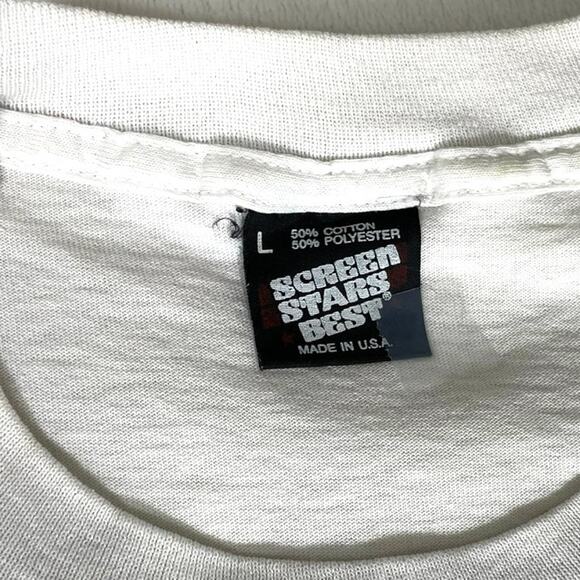 L
50% COTTON
50% POLYESTER
SCREEN
STARS
BEST®
MADE IN U.S.A.